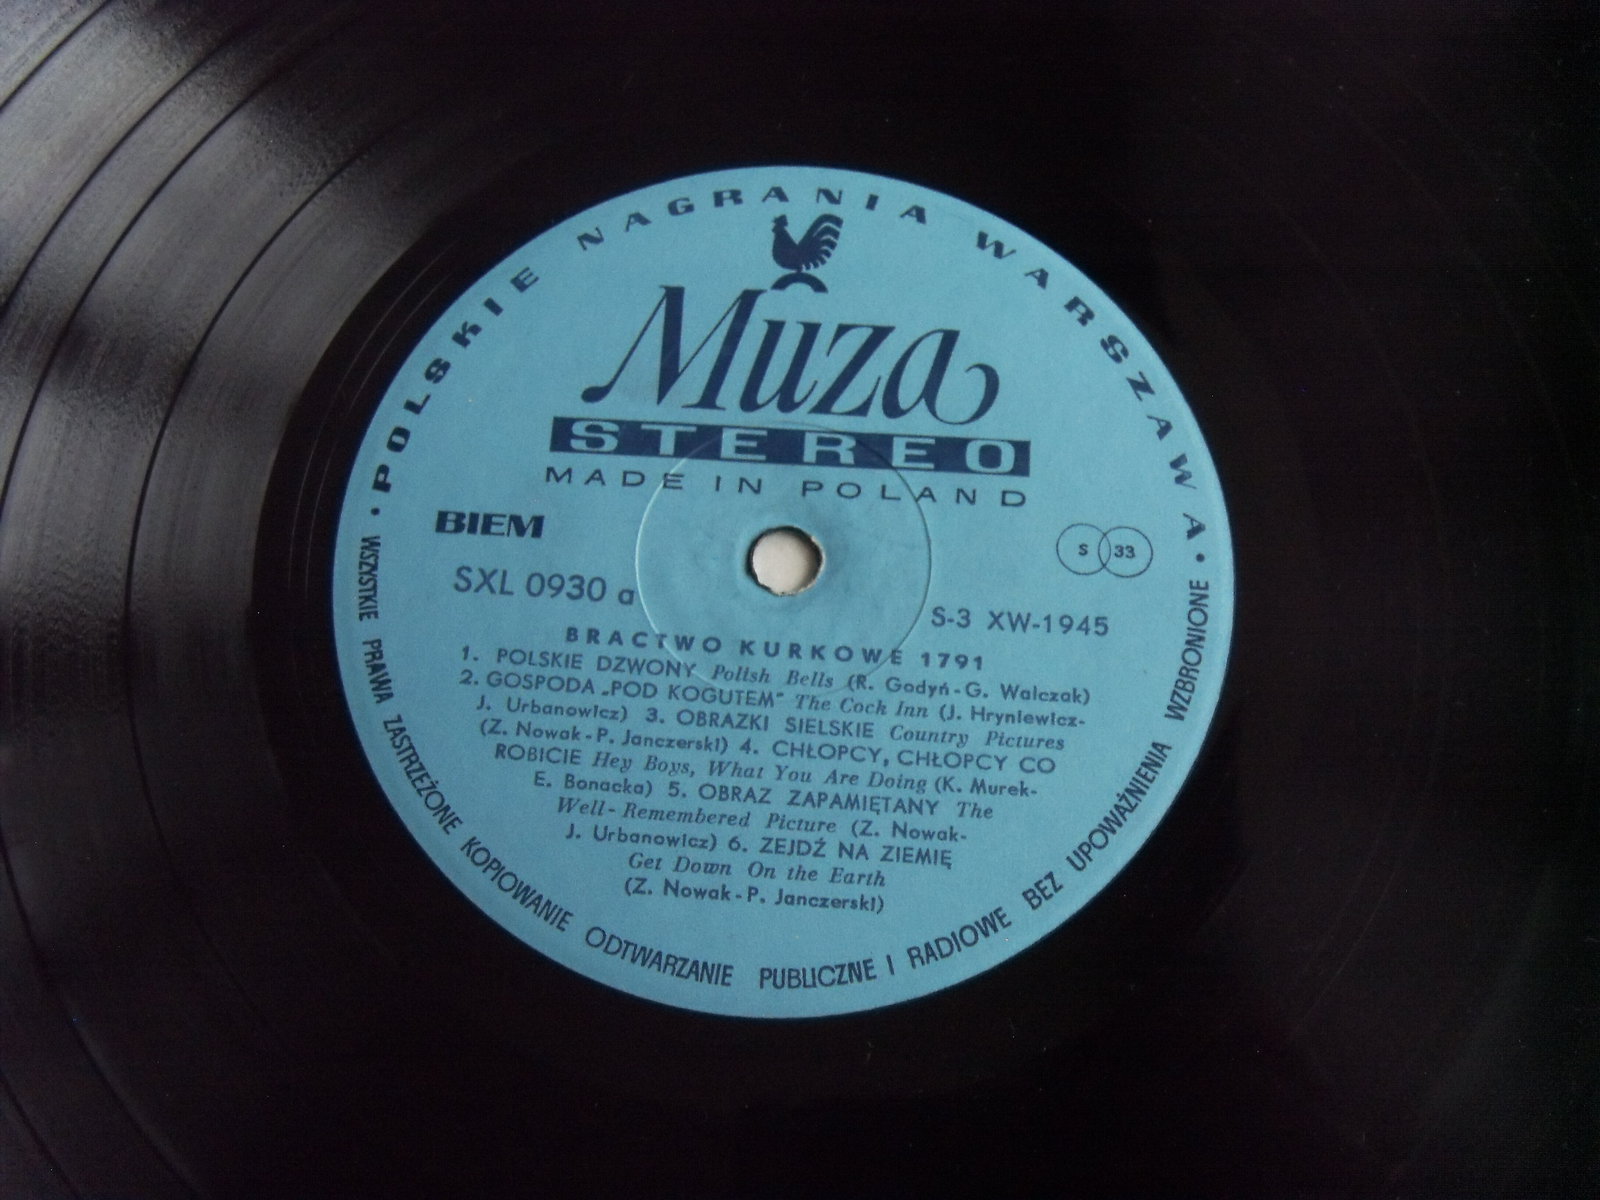 POLSKIE NAGRANIA WARSZAWA
Muza
STEREO
MADE IN POLAND
BIEM
S 33
SXL 0930 a
S-3 XW-1945
BRACTWO KURKOWE 1791
1. POLSKIE DZWONY Polish Bells (R. Gadyń-G. Walczak)
2. GOSPODA „POD KOGUTEM" The Cock Inn (J. Hryniewicz-
J. Urbanowicz) 3. OBRAZKI SIELSKIE Country Pictures
(Z. Nowak-P. Janczerski) 4. CHŁOPCY, CHŁOPCY CO
ROBICIE Hey Boys, What You Are Doing (K. Murek-
E. Bonacka) 5. OBRAZ ZAPAMIĘTANY The
Well-Remembered Picture (Z. Nowak-
J. Urbanowicz) 6. ZEJDŹ NA ZIEMIĘ
Get Down On the Earth
(Z. Nowak-P. Janczerski)
• WSZYSTKIE PRAWA ZASTRZEŻONE KOPIOWANIE ODTWARZANIE PUBLICZNE I RADIOWE BEZ UPOWAŻNIENIA WZBRONIONE •